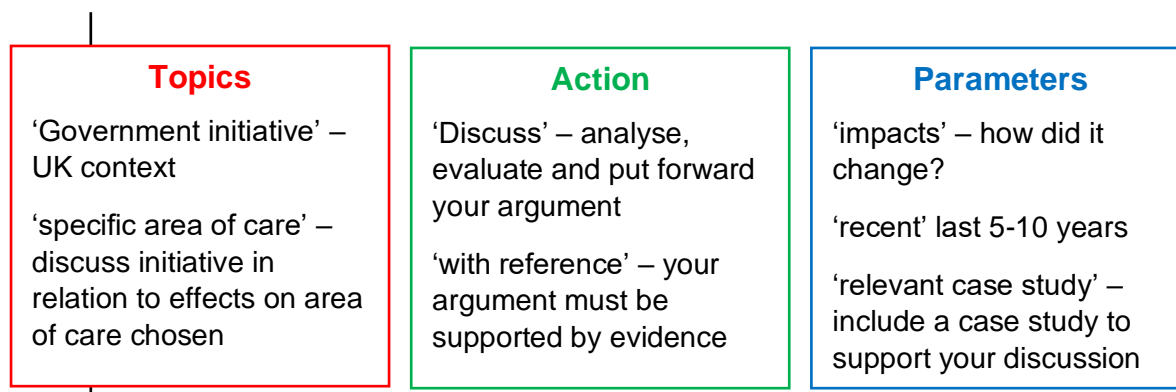 Topics
‘Government initiative’ –
UK context
‘specific area of care’ –
discuss initiative in
relation to effects on area
of care chosen
Action
‘Discuss’ – analyse,
evaluate and put forward
your argument
‘with reference’ – your
argument must be
supported by evidence
Parameters
‘impacts’ – how did it
change?
‘recent’ last 5-10 years
‘relevant case study’ –
include a case study to
support your discussion